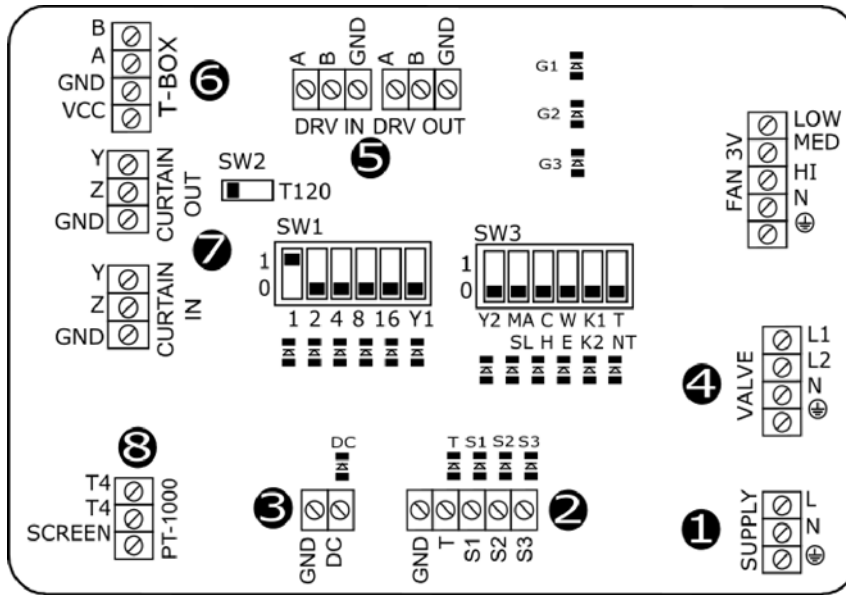 B
A
GND
VCC
T-BOX
6
A B GND A B GND
DRV IN DRV OUT
5
G1
G2
G3
LOW
MED
HI
N
FAN 3V
Y
Z
GND
CURTAIN OUT
SW2
T120
7
Y
Z
GND
CURTAIN IN
SW1
1
0
1 2 4 8 16 Y1
SW3
1
0
Y2 MA C W K1 T
SL H E K2 NT
4
VALVE
L1
L2
N
8
T4
T4
SCREEN
PT-1000
3
DC
GND DC
T S1 S2 S3
2
GND T S1 S2 S3
1
SUPPLY
L
N